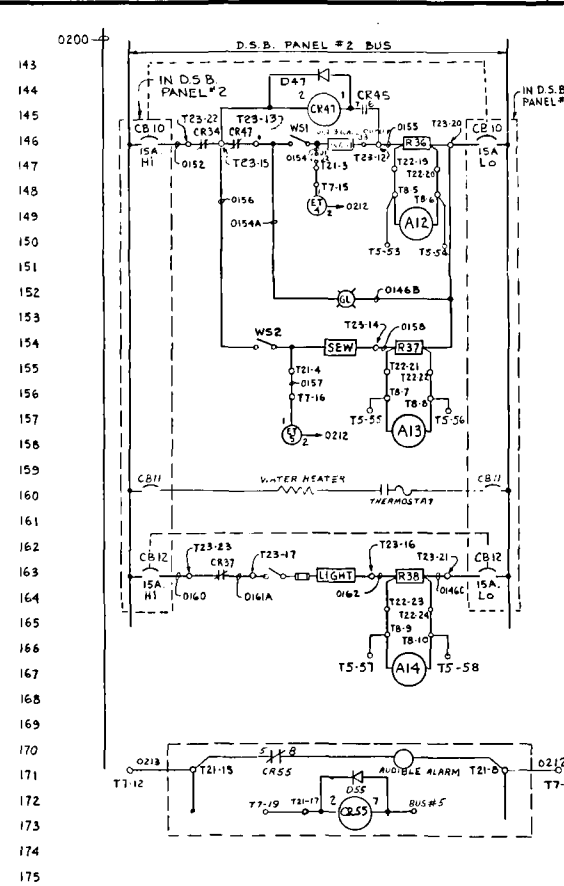 0200
D.S.B. PANEL #2 BUS
143
144
145
146
147
148
149
150
151
152
153
154
155
156
157
158
159
160
161
162
163
164
165
166
167
168
169
170
171
172
173
174
175
IN D.S.B.
PANEL #2
IN D.S.B.
PANEL #
D47
2 CR47 1
CR45
7 6
CB10
15A
Hi
T23-22
CR34
CR47
T23-13
T23-15
0152
WS1
0154
T21-3
T7-15
1
ET
4
2
0212
T23-12
0155
R36
T23-20
CB10
15A
Lo
T22-19
T22-20
T8-5
T8-6
A12
T5-53
T5-54
0156
0154A
GL
0146B
WS2
SEW
T23-14
0158
R37
T21-4
0157
T7-16
1
ET
5
2
0212
T22-21
T22-22
T8-7
T8-8
T5-55
T5-56
A13
CB11
WATER HEATER
THERMOSTAT
CB11
CB12
15A.
Hi
T23-23
CR37
T23-17
0160
0161A
LIGHT
T23-16
0162
R38
T23-21
0146C
CB12
15A.
Lo
T22-23
T22-24
T8-9
T8-10
T5-57
A14
T5-58
0213
T7-12
T21-15
5 8
CR55
AUDIBLE ALARM
T21-8
0212
T7-
D55
T7-19
T21-17
2 CR55 7
BUS #5